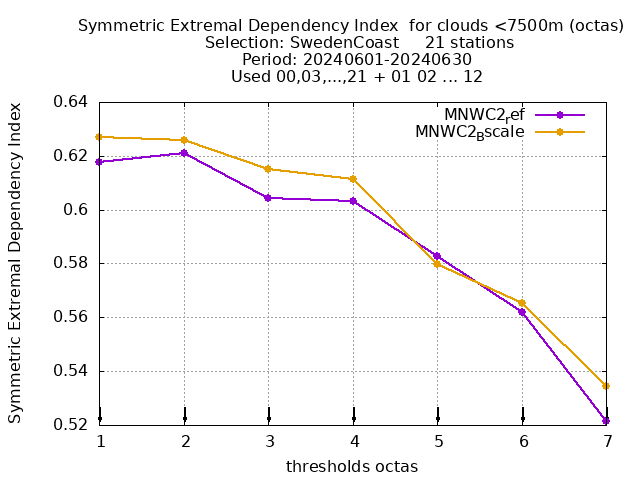 Symmetric Extremal Dependency Index  for clouds <7500m (octas)
Selection: SwedenCoast     21 stations
Period: 20240601-20240630
Used 00,03,...,21 + 01 02 ... 12
MNWC2_ref
MNWC2_Bscale
Symmetric Extremal Dependency Index
0.64
0.62
0.6
0.58
0.56
0.54
0.52
1 2 3 4 5 6 7
thresholds octas